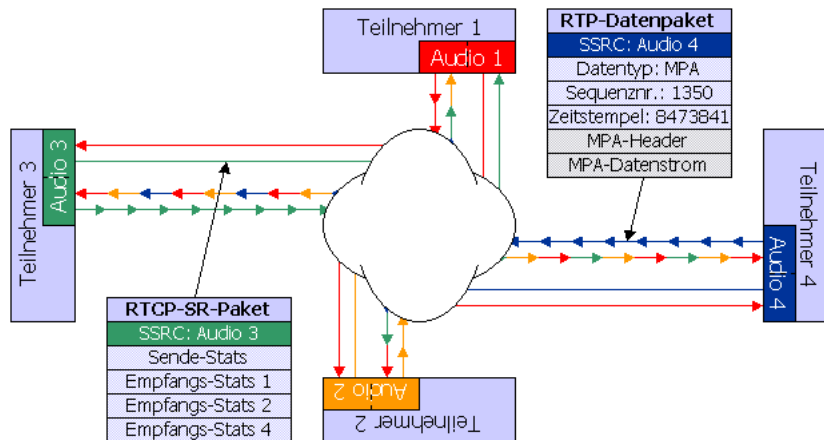 Teilnehmer 1
Audio 1
RTP-Datenpaket
SSRC: Audio 4
Datentyp: MPA
Sequenznr.: 1350
Zeitstempel: 8473841
MPA-Header
MPA-Datenstrom
Teilnehmer 3
Audio 3
Teilnehmer 4
Audio 4
RTCP-SR-Paket
SSRC: Audio 3
Sende-Stats
Empfangs-Stats 1
Empfangs-Stats 2
Empfangs-Stats 4
Audio 2
Teilnehmer 2